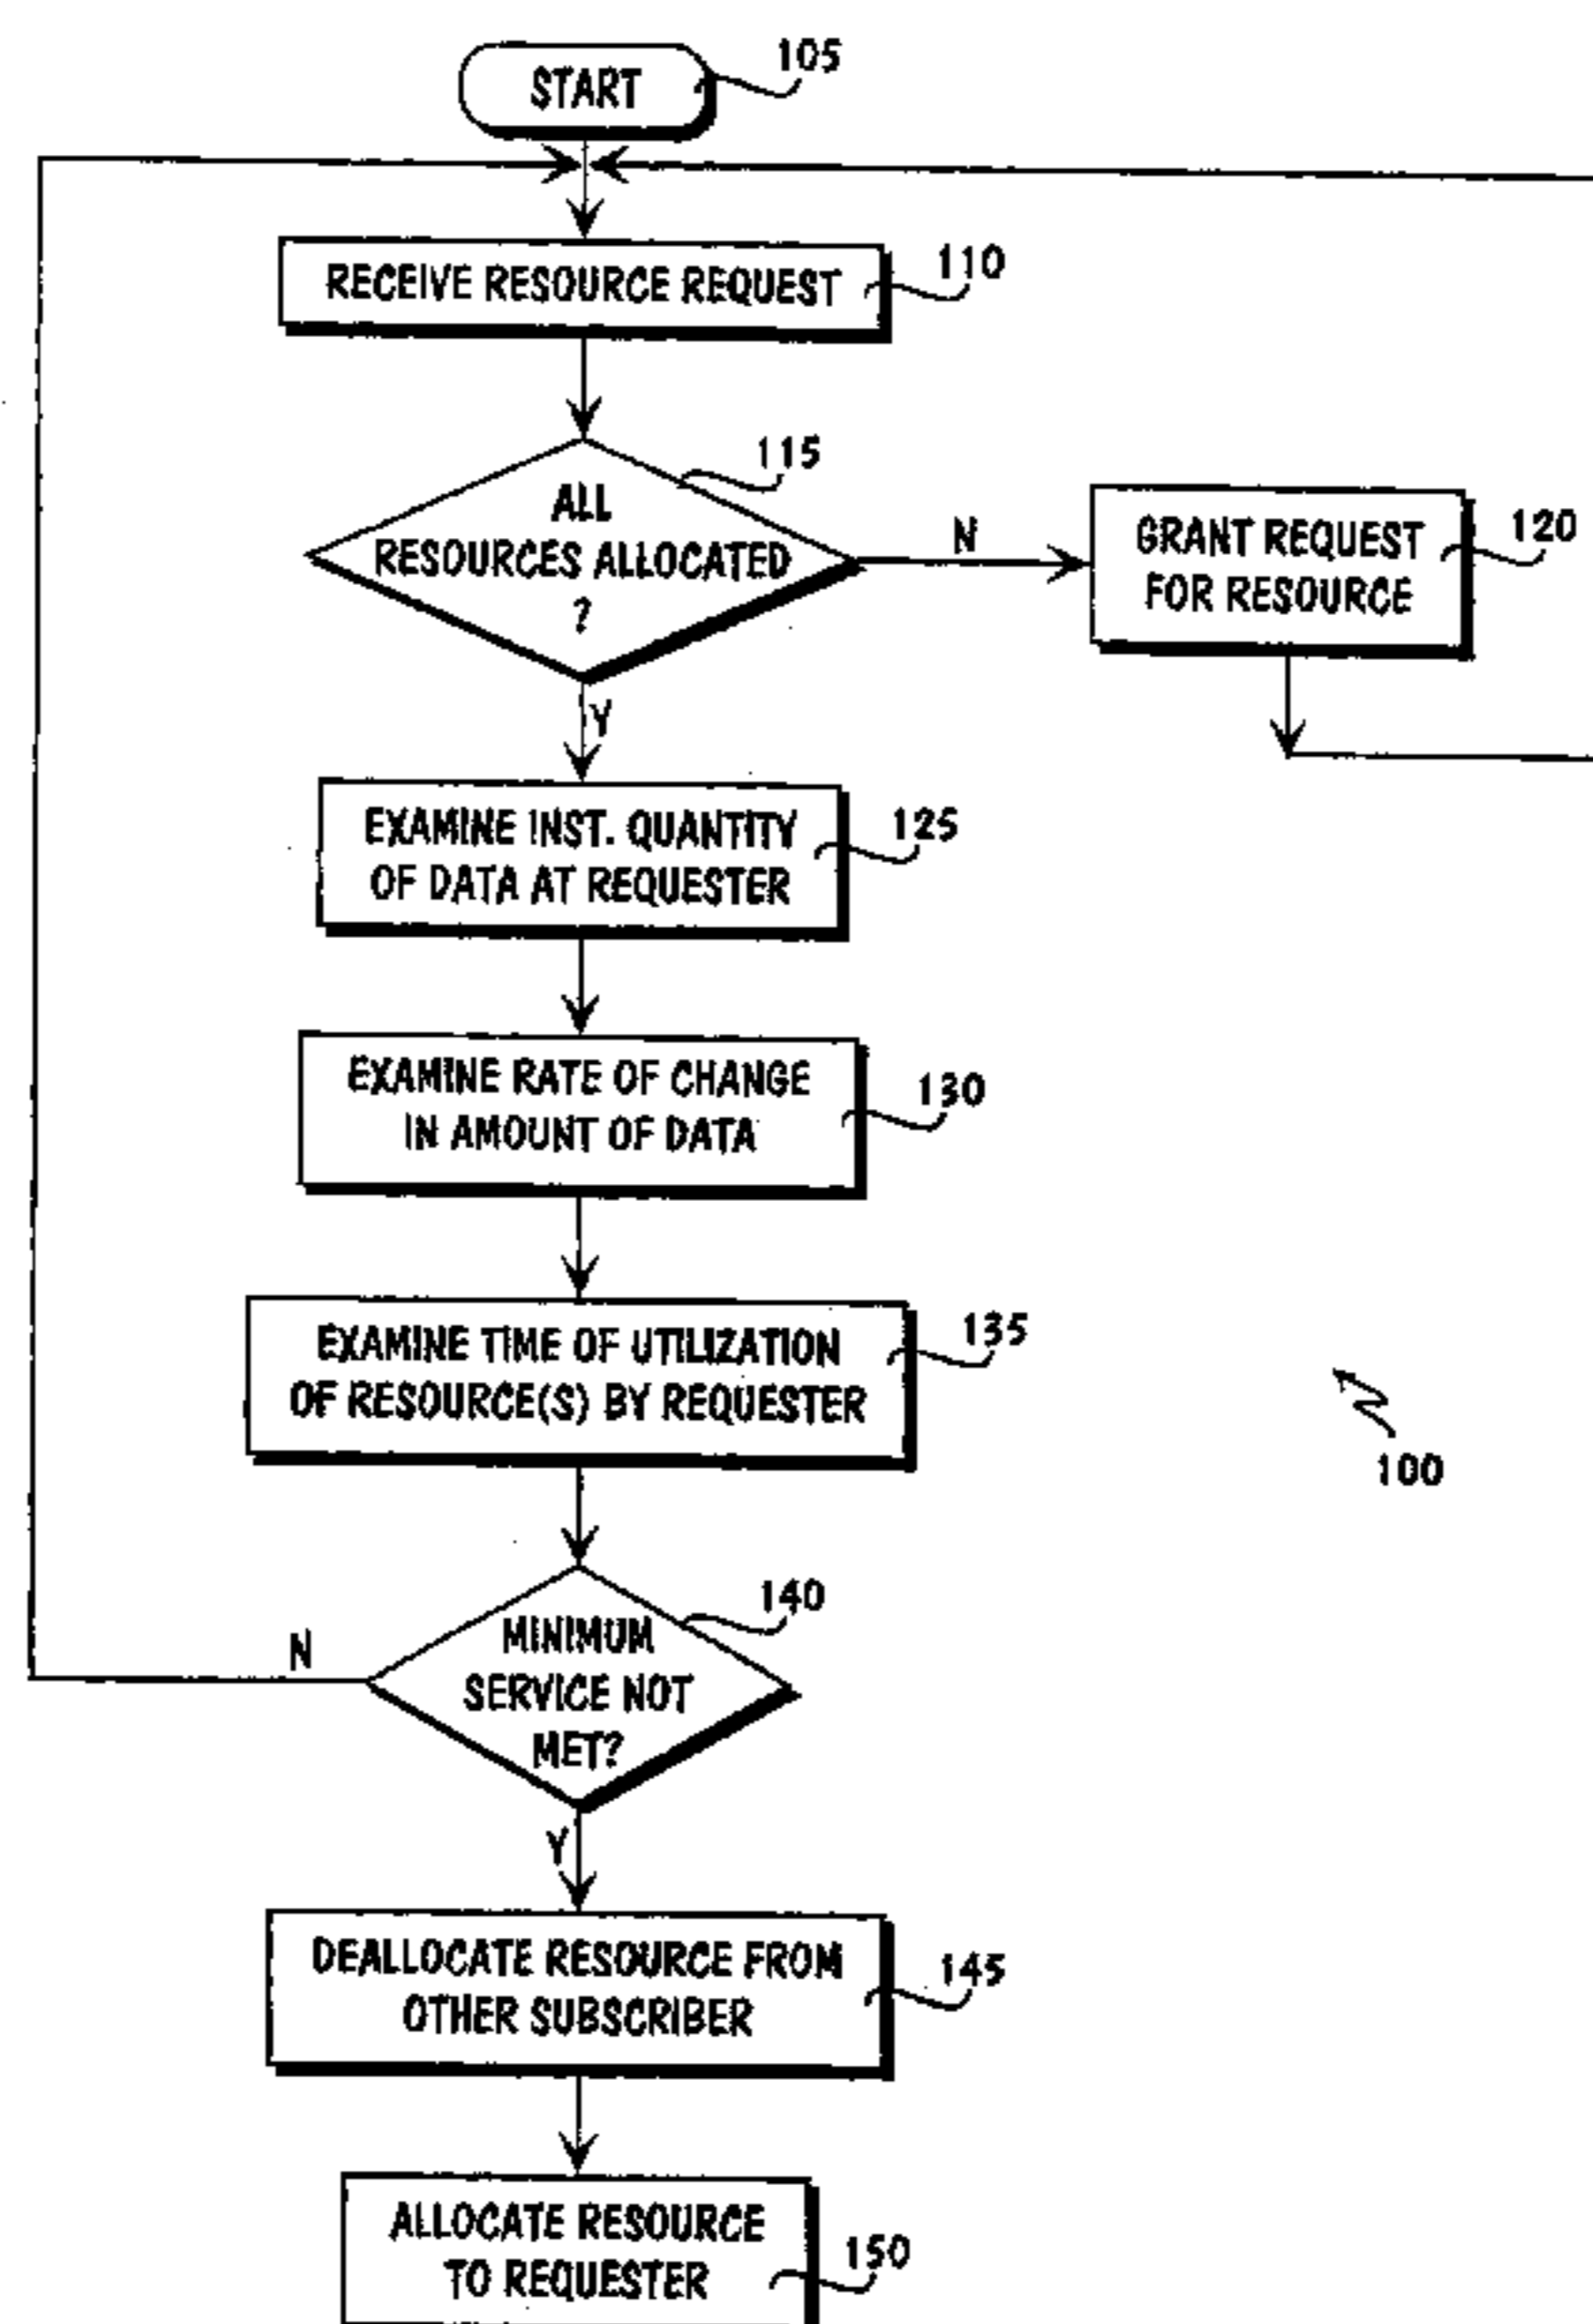 START
105
RECEIVE RESOURCE REQUEST
110
ALL
RESOURCES ALLOCATED
?
115
N
GRANT REQUEST
FOR RESOURCE
120
Y
EXAMINE INST. QUANTITY
OF DATA AT REQUESTER
125
EXAMINE RATE OF CHANGE
IN AMOUNT OF DATA
130
EXAMINE TIME OF UTILIZATION
OF RESOURCE(S) BY REQUESTER
135
100
MINIMUM
SERVICE NOT
MET?
140
N
Y
DEALLOCATE RESOURCE FROM
OTHER SUBSCRIBER
145
ALLOCATE RESOURCE
TO REQUESTER
150